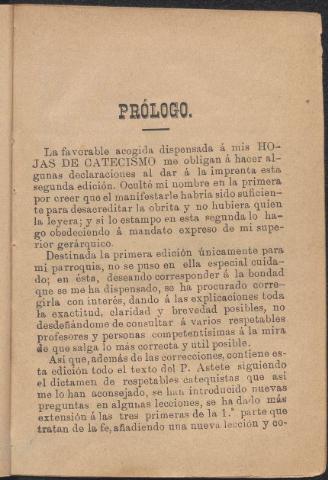 PRÓLOGO.
La favorable acogida dispensada á mis HO-
JAS DE CATECISMO me obligan á hacer al-
gunas declaraciones al dar á la imprenta esta
segunda edición. Oculté mi nombre en la primera
por creer que el manifestarle habría sido suficien-
te para desacreditar la obrita y no hubiera quien
la leyera; y si lo estampo en esta segunda lo ha-
go obedeciendo á mandato expreso de mi supe-
rior gerárquico.
Destinada la primera edición únicamente para
mi parroquia, no se puso en ella especial cuida-
do; en ésta, deseando corresponder á la bondad
que se me ha dispensado, se ha procurado corre-
girla con interés, dando á las explicaciones toda
la exactitud, claridad y brevedad posibles, no
desdeñándome de consultar á varios respetables
profesores y personas competentísimas á la mira
de que salga lo más correcta y util posible.
Así que, además de las correcciones, contiene es-
ta edición todo el texto del P. Astete siguiendo
el dictamen de respetables catequistas que así
me lo han aconsejado, se han introducido nuevas
preguntas en algunas lecciones, se ha dado más
extensión á las tres primeras de la 1.ª parte que
tratan de la fe, añadiendo una nueva lección y co-